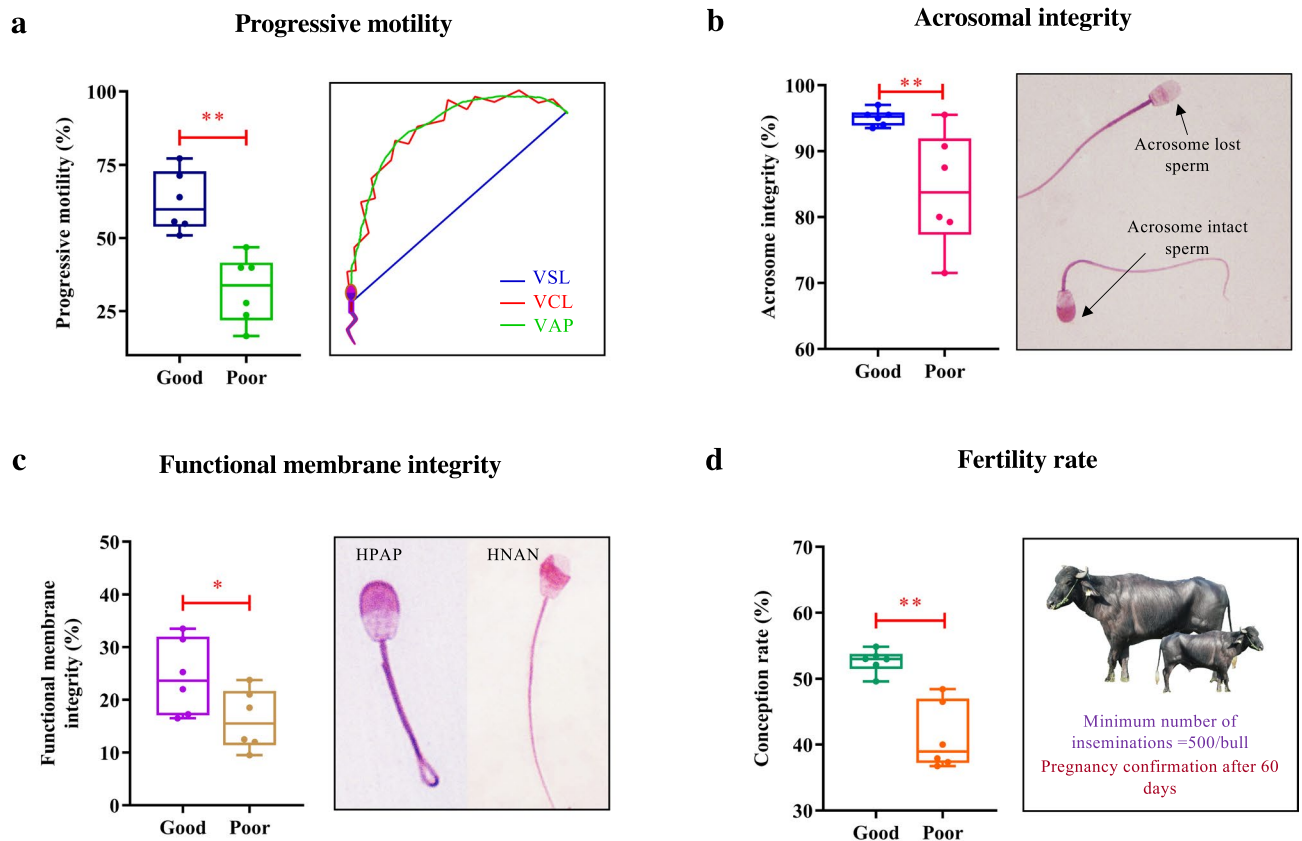 a
Progressive motility
Progressive motility (%)
100
75
50
25
**
Good
Poor
VSL
VCL
VAP
b
Acrosomal integrity
Acrosome integrity (%)
100
90
80
70
60
**
Good
Poor
Acrosome lost
sperm
Acrosome intact
sperm
c
Functional membrane integrity
Functional membrane
integrity (%)
50
40
30
20
10
0
*
Good
Poor
HPAP
HNAN
d
Fertility rate
Conception rate (%)
70
60
50
40
30
**
Good
Poor
Minimum number of
inseminations =500/bull
Pregnancy confirmation after 60
days